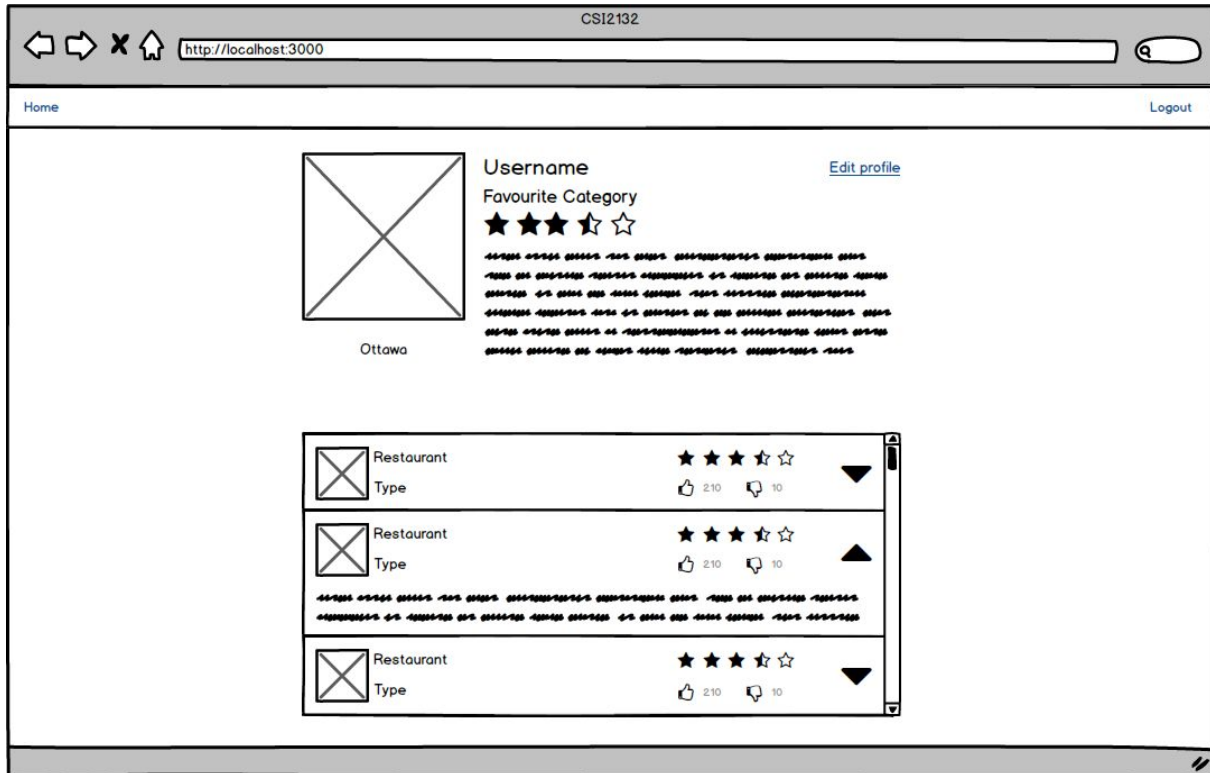 CSI2132
http://localhost:3000
Home Logout
Username Edit profile
Favourite Category
Ottawa
Restaurant
Type 210 10
Restaurant
Type 210 10
Restaurant
Type 210 10